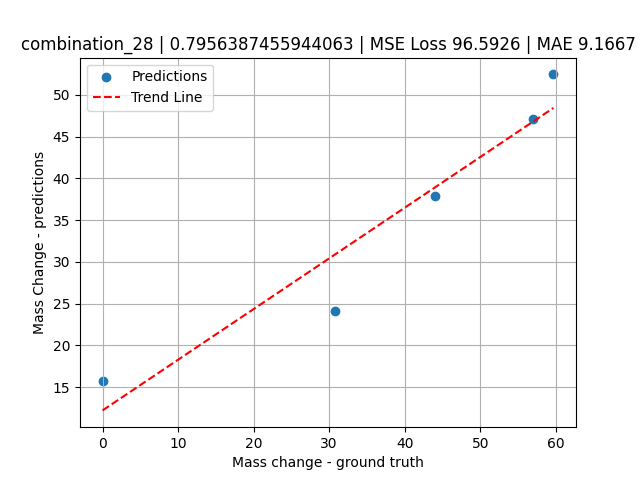 combination_28 | 0.7956387455944063 | MSE Loss 96.5926 | MAE 9.1667
Predictions
Trend Line
50
45
40
35
30
25
20
15
Mass Change - predictions
0 10 20 30 40 50 60
Mass change - ground truth